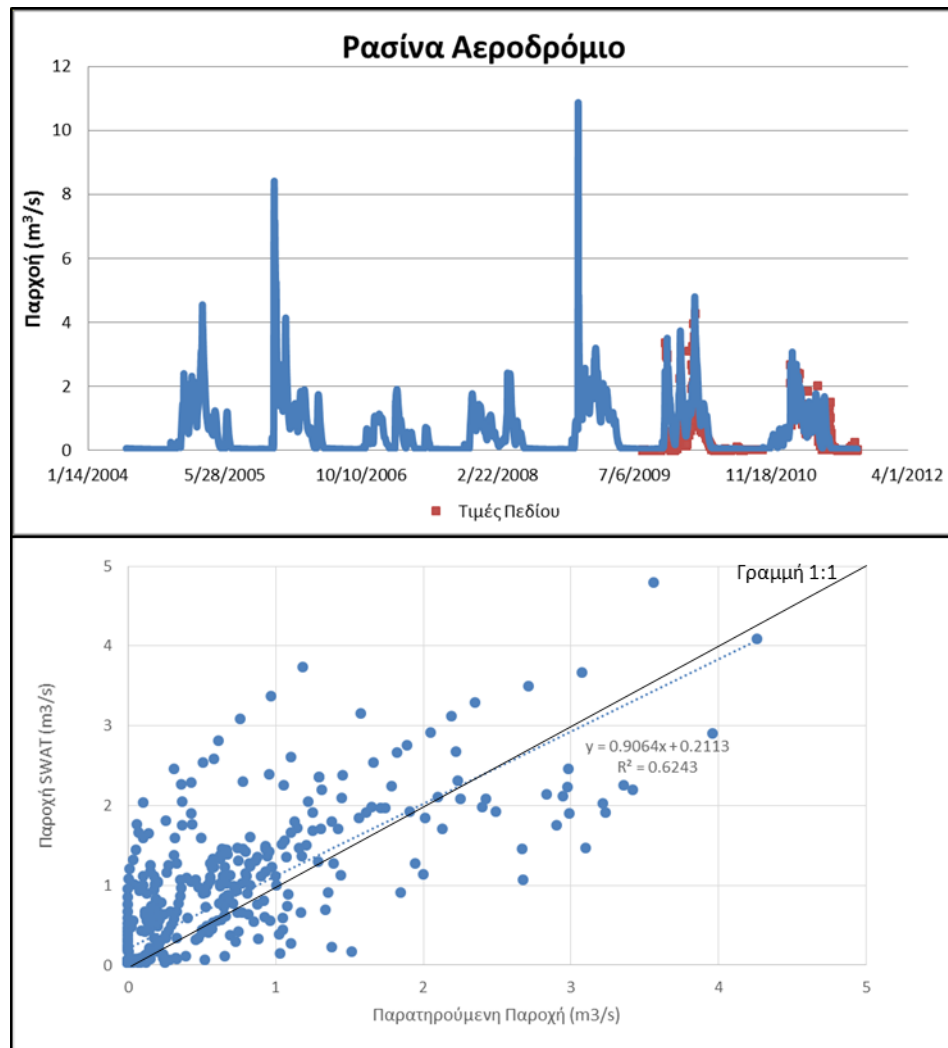 Ρασίνα Αεροδρόμιο
12
10
8
6
4
2
0
Παρχοή (m³/s)
1/14/2004 5/28/2005 10/10/2006 2/22/2008 7/6/2009 11/18/2010 4/1/2012
Τιμές Πεδίου
Γραμμή 1:1
5
4
3
2
1
0
Παροχή SWAT (m3/s)
y = 0.9064x + 0.2113
R² = 0.6243
0 1 2 3 4 5
Παρατηρούμενη Παροχή (m3/s)